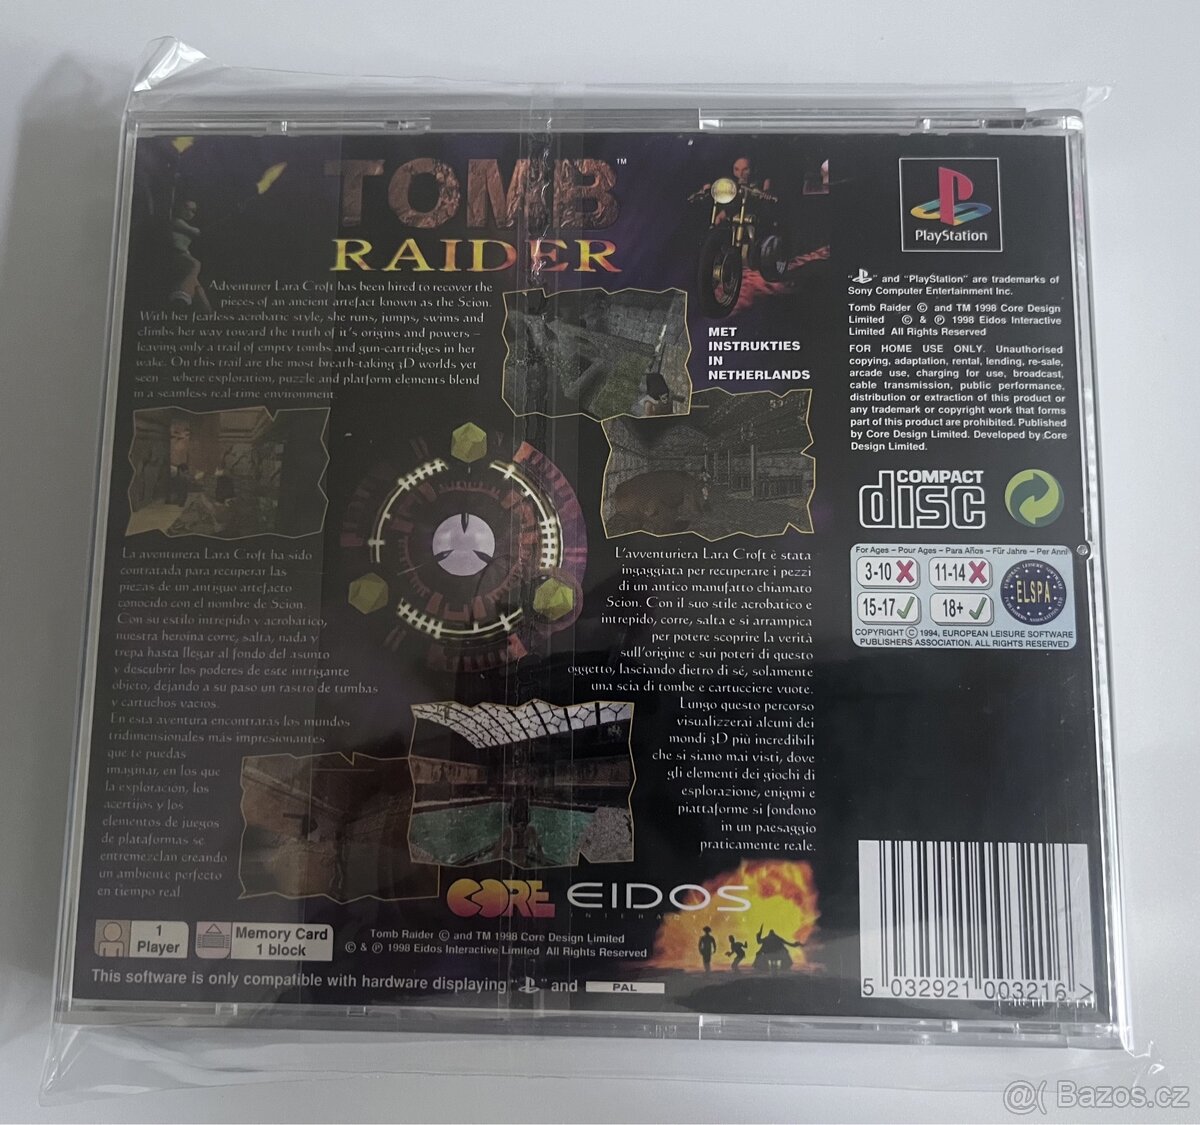 TOMB™
RAIDER
Adventurer Lara Croft has been hired to recover the
pieces of an ancient artefact known as the Scion.
With her fearless acrobatic style, she runs, jumps, swims and
climbs her way toward the truth of it's origins and powers –
leaving only a trail of empty tombs and gun-cartridges in her
wake. On this trail are the most breath-taking 3D worlds yet
seen – where exploration, puzzle and platform elements blend
in a seamless real-time environment.
MET
INSTRUKTIES
IN
NETHERLANDS
La aventurera Lara Croft ha sido
contratada para recuperar las
piezas de un antiguo artefacto
conocido con el nombre de Scion.
Con su estilo intrepido y acrobático,
nuestra heroina corre, salta, nada y
trepa hasta llegar al fondo del asunto
y descubrir los poderes de este intrigante
objeto, dejando a su paso un rastro de tumbas
y cartuchos vacios.
En esta aventura encontrarás los mundos
tridimensionales más impresionantes
que te puedas
imaginar, en los que
la exploración, los
acertijos y los
elementos de juegos
de plataformas se
entremezclan creando
un ambiente perfecto
en tiempo real
L'avventuriera Lara Croft è stata
ingaggiata per recuperare i pezzi
di un antico manufatto chiamato
Scion. Con il suo stile acrobatico e
intrepido, corre, salta e si arrampica
per potere scoprire la verità
sull'origine e sui poteri di questo
oggetto, lasciando dietro di sé, solamente
una scia di tombe e cartucciere vuote.
Lungo questo percorso
visualizzerai alcuni dei
mondi 3D più incredibili
che si siano mai visti, dove
gli elementi dei giochi di
esplorazione, enigmi e
piattaforme si fondono
in un paesaggio
praticamente reale.
CORE EIDOS
INTERACTIVE
1
Player
Memory Card
1 block
Tomb Raider © and TM 1998 Core Design Limited
© & ℗ 1998 Eidos Interactive Limited All Rights Reserved
This software is only compatible with hardware displaying " " and PAL
PlayStation
" " and "PlayStation" are trademarks of
Sony Computer Entertainment Inc.
Tomb Raider © and TM 1998 Core Design
Limited © & ℗ 1998 Eidos Interactive
Limited All Rights Reserved
FOR HOME USE ONLY. Unauthorised
copying, adaptation, rental, lending, re-sale,
arcade use, charging for use, broadcast,
cable transmission, public performance,
distribution or extraction of this product or
any trademark or copyright work that forms
part of this product are prohibited. Published
by Core Design Limited. Developed by Core
Design Limited.
COMPACT
disc
For Ages – Pour Ages – Para Años – Für Jahre – Per Anni
3-10 11-14
15-17 18+
ELSPA
COPYRIGHT © 1994, EUROPEAN LEISURE SOFTWARE
PUBLISHERS ASSOCIATION. ALL RIGHTS RESERVED
5 032921 003216 >
@( Bazos.cz